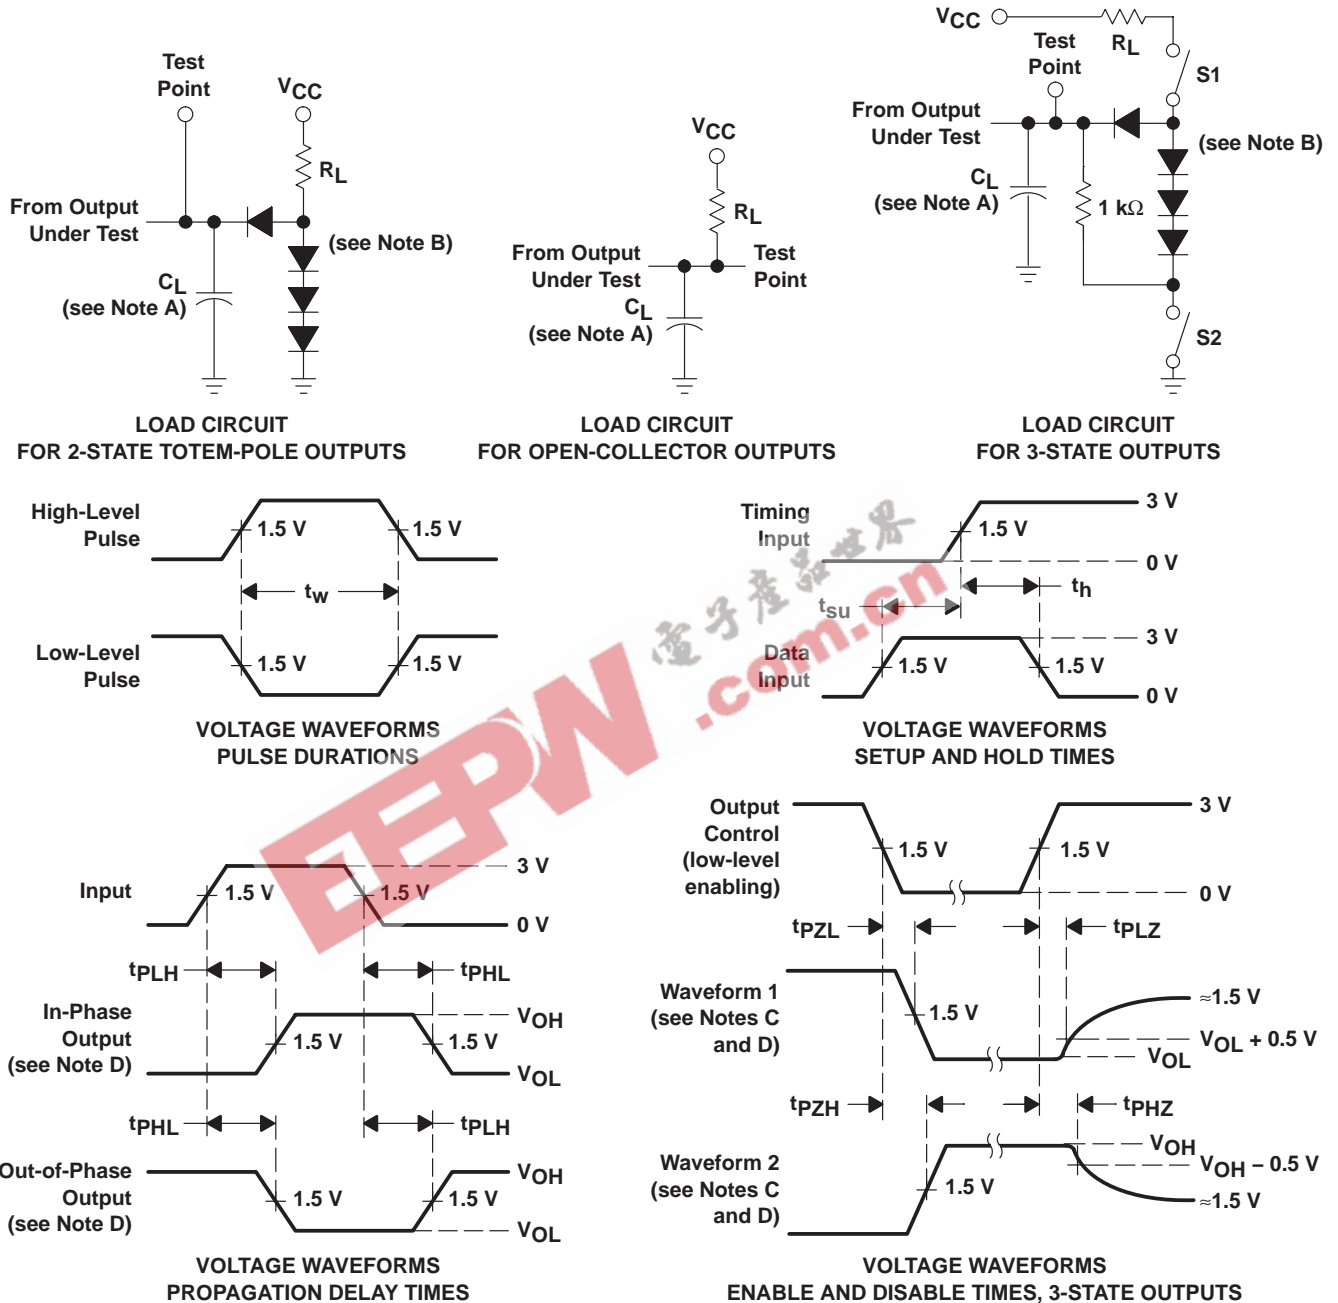 Test
Point
VCC
RL
From Output
Under Test
(see Note B)
CL
(see Note A)
LOAD CIRCUIT
FOR 2-STATE TOTEM-POLE OUTPUTS
VCC
RL
From Output
Under Test
Test
Point
CL
(see Note A)
LOAD CIRCUIT
FOR OPEN-COLLECTOR OUTPUTS
VCC
RL
Test
Point
S1
From Output
Under Test
(see Note B)
CL
(see Note A)
1 kΩ
S2
LOAD CIRCUIT
FOR 3-STATE OUTPUTS
High-Level
Pulse
1.5 V
1.5 V
tw
Low-Level
Pulse
1.5 V
1.5 V
VOLTAGE WAVEFORMS
PULSE DURATIONS
Timing
Input
1.5 V
3 V
0 V
th
tsu
Data
Input
1.5 V
1.5 V
3 V
0 V
VOLTAGE WAVEFORMS
SETUP AND HOLD TIMES
EEPW
電子產品世界
.com.cn
Input
1.5 V
1.5 V
3 V
0 V
tPLH
tPHL
In-Phase
Output
(see Note D)
1.5 V
1.5 V
VOH
VOL
tPHL
tPLH
Out-of-Phase
Output
(see Note D)
1.5 V
1.5 V
VOH
VOL
VOLTAGE WAVEFORMS
PROPAGATION DELAY TIMES
Output
Control
(low-level
enabling)
1.5 V
1.5 V
3 V
0 V
tPZL
tPLZ
Waveform 1
(see Notes C
and D)
1.5 V
≈1.5 V
VOL + 0.5 V
VOL
tPZH
tPHZ
Waveform 2
(see Notes C
and D)
1.5 V
VOH
VOH − 0.5 V
≈1.5 V
VOLTAGE WAVEFORMS
ENABLE AND DISABLE TIMES, 3-STATE OUTPUTS